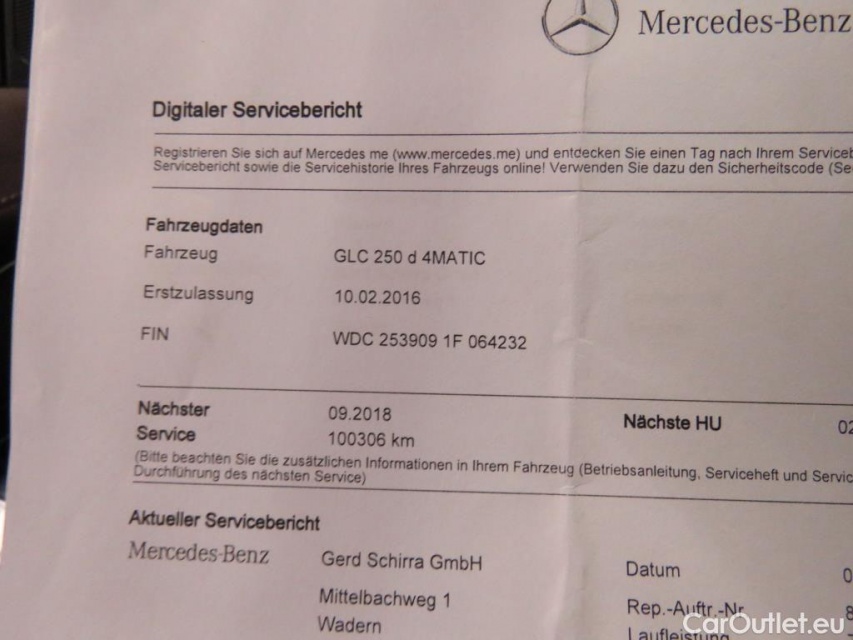 Mercedes-Benz
Digitaler Servicebericht
Registrieren Sie sich auf Mercedes me (www.mercedes.me) und entdecken Sie einen Tag nach Ihrem
Servicebericht sowie die Servicehistorie Ihres Fahrzeugs online! Verwenden Sie dazu den Sicherheitscode
Fahrzeugdaten
Fahrzeug GLC 250 d 4MATIC
Erstzulassung 10.02.2016
FIN WDC 253909 1F 064232
Nächster 09.2018 Nächste HU 02
Service 100306 km
(Bitte beachten Sie die zusätzlichen Informationen in Ihrem Fahrzeug (Betriebsanleitung, Serviceheft und
Durchführung des nächsten Service)
Aktueller Servicebericht
Mercedes-Benz Gerd Schirra GmbH Datum 0
Mittelbachweg 1 Rep.-Auftr.-Nr. 8
Wadern Laufleistung
CarOutlet.eu